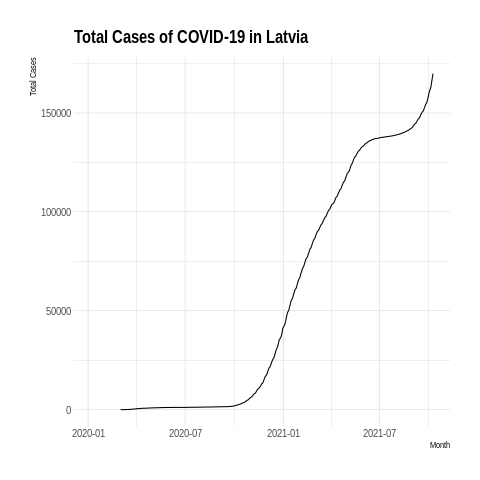 Total Cases of COVID-19 in Latvia
Total Cases
150000
100000
50000
0
2020-01 2020-07 2021-01 2021-07
Month